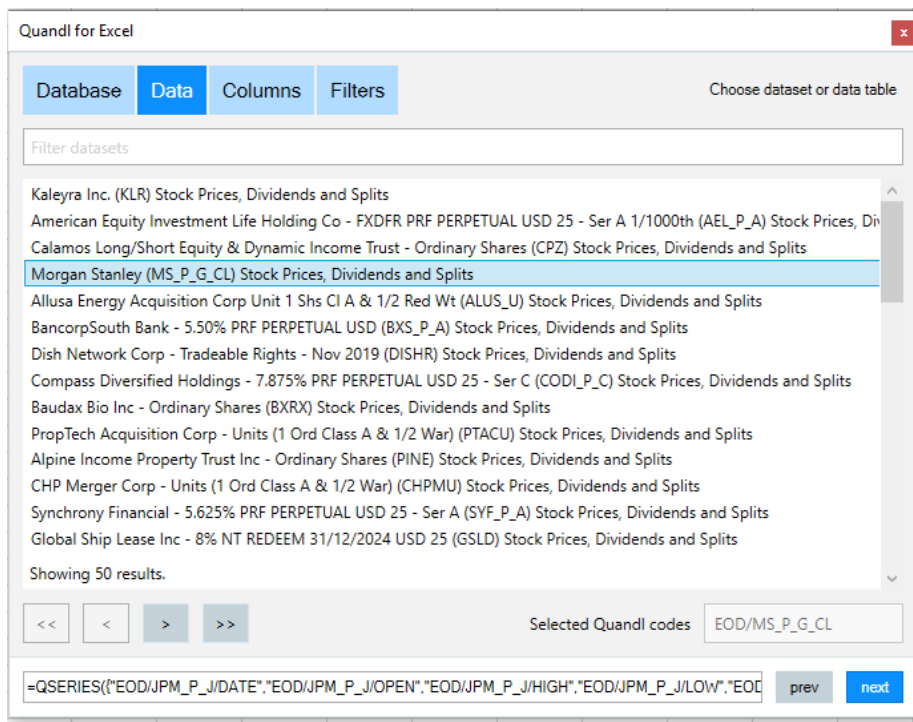 Quandl for Excel
x
Database Data Columns Filters Choose dataset or data table
Filter datasets
Kaleyra Inc. (KLR) Stock Prices, Dividends and Splits
American Equity Investment Life Holding Co - FXDFR PRF PERPETUAL USD 25 - Ser A 1/1000th (AEL_P_A) Stock Prices, Div
Calamos Long/Short Equity & Dynamic Income Trust - Ordinary Shares (CPZ) Stock Prices, Dividends and Splits
Morgan Stanley (MS_P_G_CL) Stock Prices, Dividends and Splits
Allusa Energy Acquisition Corp Unit 1 Shs Cl A & 1/2 Red Wt (ALUS_U) Stock Prices, Dividends and Splits
BancorpSouth Bank - 5.50% PRF PERPETUAL USD (BXS_P_A) Stock Prices, Dividends and Splits
Dish Network Corp - Tradeable Rights - Nov 2019 (DISHR) Stock Prices, Dividends and Splits
Compass Diversified Holdings - 7.875% PRF PERPETUAL USD 25 - Ser C (CODI_P_C) Stock Prices, Dividends and Splits
Baudax Bio Inc - Ordinary Shares (BXRX) Stock Prices, Dividends and Splits
PropTech Acquisition Corp - Units (1 Ord Class A & 1/2 War) (PTACU) Stock Prices, Dividends and Splits
Alpine Income Property Trust Inc - Ordinary Shares (PINE) Stock Prices, Dividends and Splits
CHP Merger Corp - Units (1 Ord Class A & 1/2 War) (CHPMU) Stock Prices, Dividends and Splits
Synchrony Financial - 5.625% PRF PERPETUAL USD 25 - Ser A (SYF_P_A) Stock Prices, Dividends and Splits
Global Ship Lease Inc - 8% NT REDEEM 31/12/2024 USD 25 (GSLD) Stock Prices, Dividends and Splits
Showing 50 results.
<< < > >> Selected Quandl codes EOD/MS_P_G_CL
=QSERIES({"EOD/JPM_P_J/DATE","EOD/JPM_P_J/OPEN","EOD/JPM_P_J/HIGH","EOD/JPM_P_J/LOW","EOD prev next